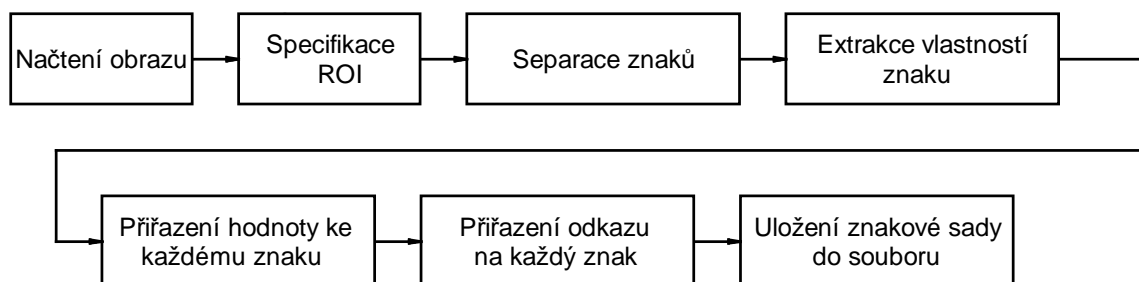 Načtení obrazu
Specifikace
ROI
Separace znaků
Extrakce vlastností
znaku
Přiřazení hodnoty ke
každému znaku
Přiřazení odkazu
na každý znak
Uložení znakové sady
do souboru